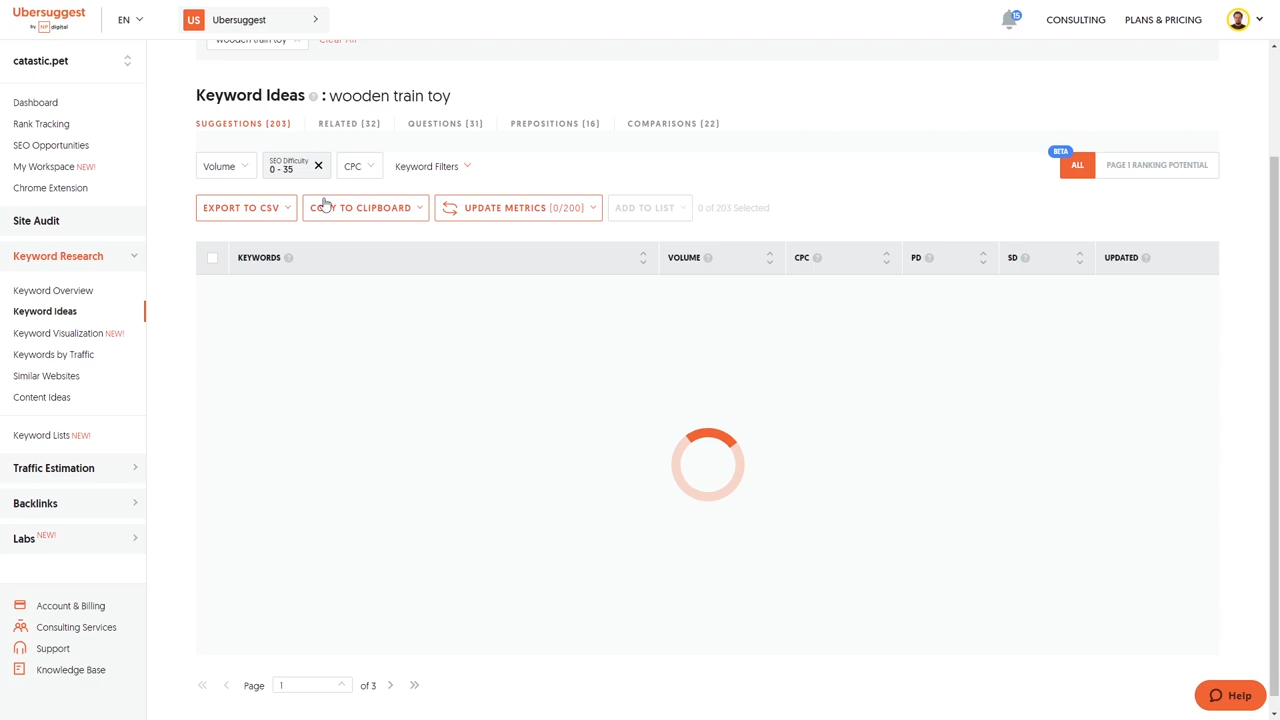 Ubersuggest
by NP digital
EN
US Ubersuggest
15
CONSULTING
PLANS & PRICING
catastic.pet
Dashboard
Rank Tracking
SEO Opportunities
My Workspace NEW!
Chrome Extension
Site Audit
Keyword Research
Keyword Overview
Keyword Ideas
Keyword Visualization NEW!
Keywords by Traffic
Similar Websites
Content Ideas
Keyword Lists NEW!
Traffic Estimation
Backlinks
Labs NEW!
Account & Billing
Consulting Services
Support
Knowledge Base
wooden train toy Clear All
Keyword Ideas ? : wooden train toy
SUGGESTIONS (203) RELATED (32) QUESTIONS (31) PREPOSITIONS (16) COMPARISONS (22)
Volume
SEO Difficulty
0 - 35
CPC
Keyword Filters
BETA
ALL
PAGE 1 RANKING POTENTIAL
EXPORT TO CSV COPY TO CLIPBOARD UPDATE METRICS [0/200] ADD TO LIST 0 of 203 Selected
KEYWORDS ? VOLUME ? CPC ? PD ? SD ? UPDATED ?
Page 1 of 3
Help